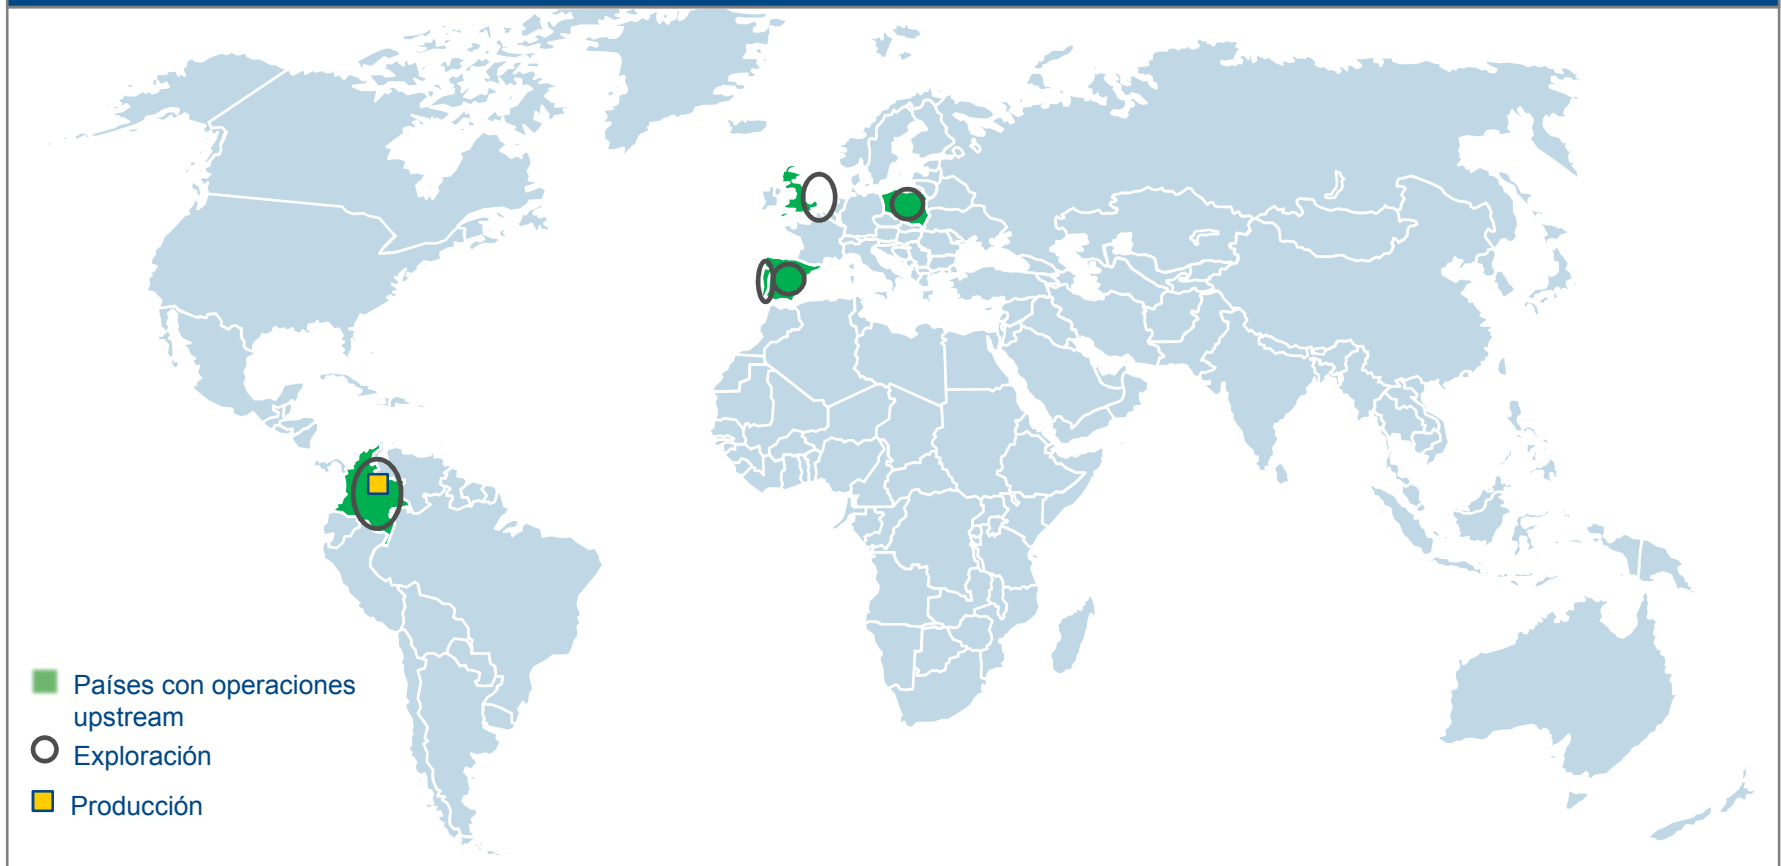 Países con operaciones
upstream
Exploración
Producción